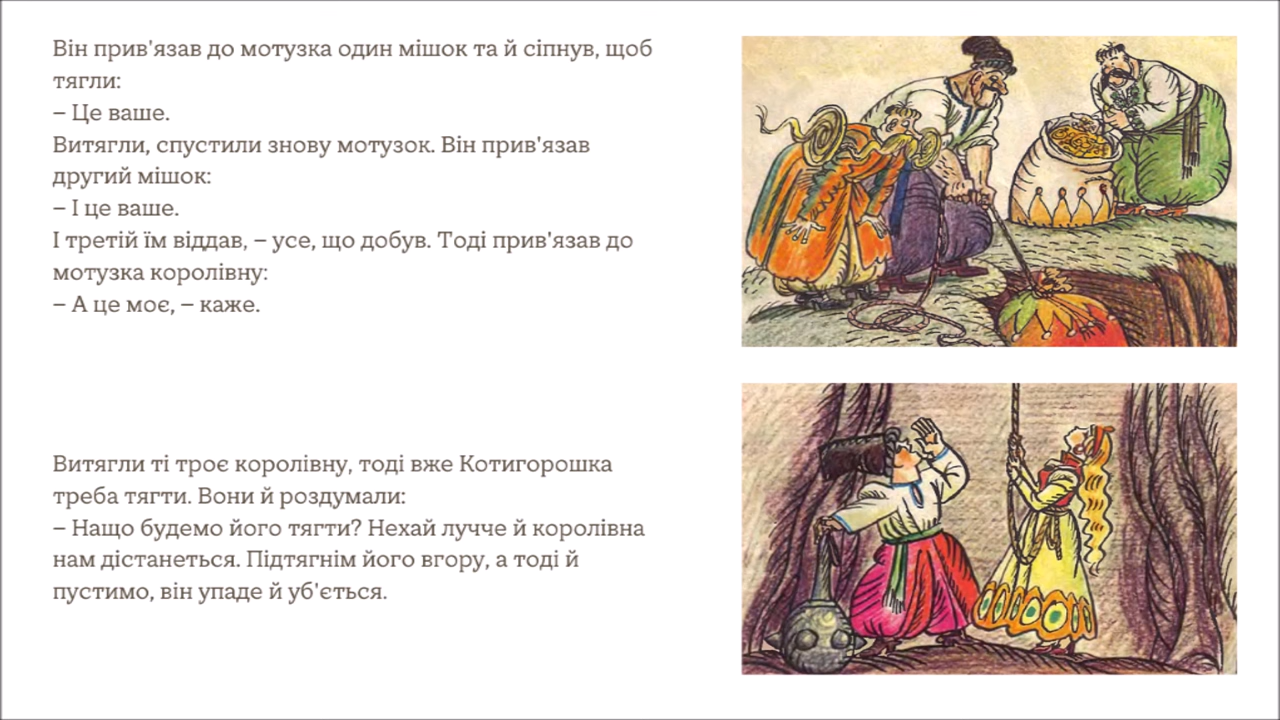 Він прив'язав до мотузка один мішок та й сіпнув, щоб
тягли:
– Це ваше.
Витягли, спустили знову мотузок. Він прив'язав
другий мішок:
– І це ваше.
І третій їм віддав, – усе, що добув. Тоді прив'язав до
мотузка королівну:
– А це моє, – каже.
Витягли ті троє королівну, тоді вже Котигорошка
треба тягти. Вони й роздумали:
– Нащо будемо його тягти? Нехай лучче й королівна
нам дістанеться. Підтягнім його вгору, а тоді й
пустимо, він упаде й уб'ється.